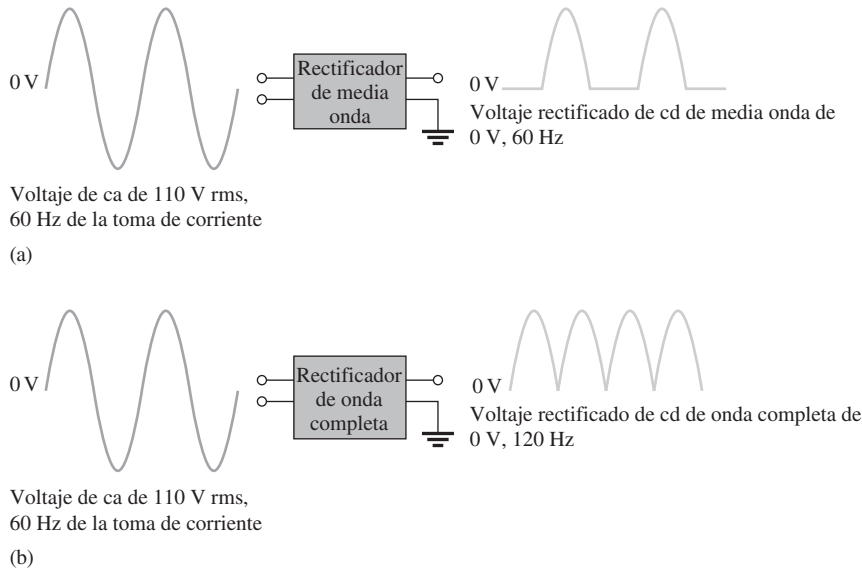 0 V
Rectificador
de media
onda
0 V
Voltaje rectificado de cd de media onda de
0 V, 60 Hz
Voltaje de ca de 110 V rms,
60 Hz de la toma de corriente
(a)
0 V
Rectificador
de onda
completa
0 V
Voltaje rectificado de cd de onda completa de
0 V, 120 Hz
Voltaje de ca de 110 V rms,
60 Hz de la toma de corriente
(b)